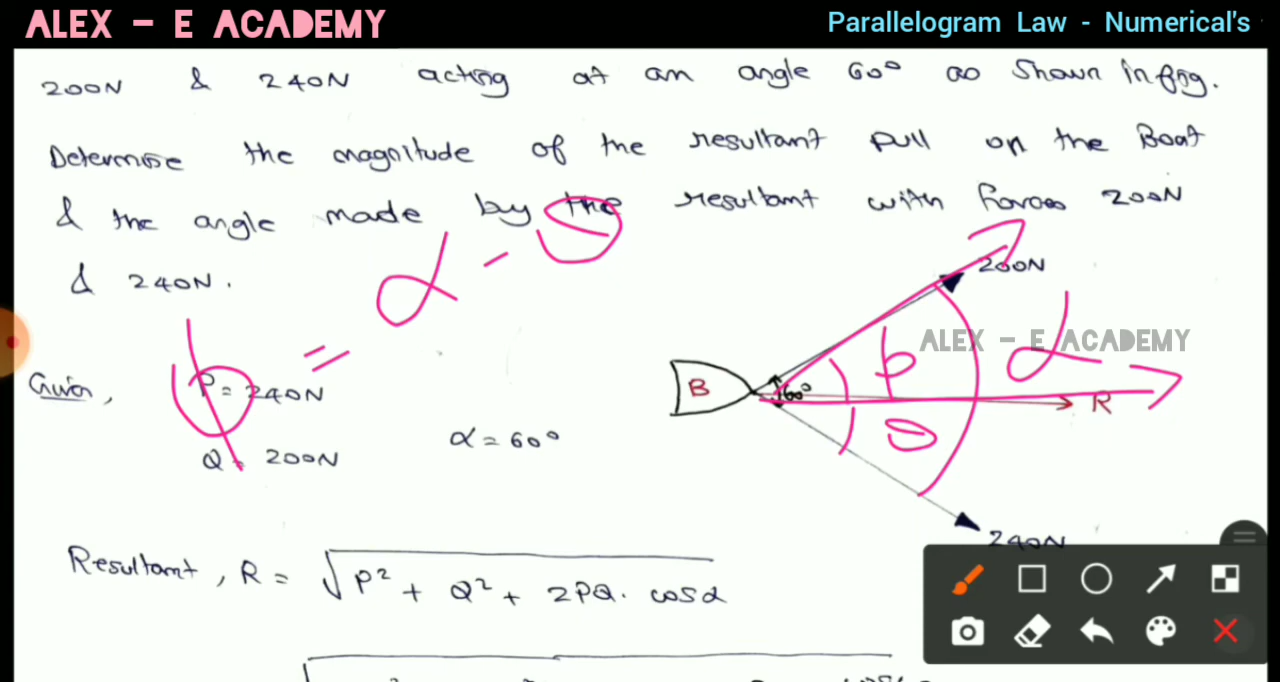 ALEX - E ACADEMY
Parallelogram Law - Numerical's
200N & 240N acting at an angle 60° as shown in fig.
Determine the magnitude of the resultant pull on the Boat
& the angle made by the resultant with forces 200N
& 240N.
ϕ = α - θ
200N
ALEX - E ACADEMY
ϕ
α
B
60°
R
θ
240N
Given,
P = 240N
α = 60°
Q = 200N
Resultant, R = √P² + Q² + 2PQ. cosα